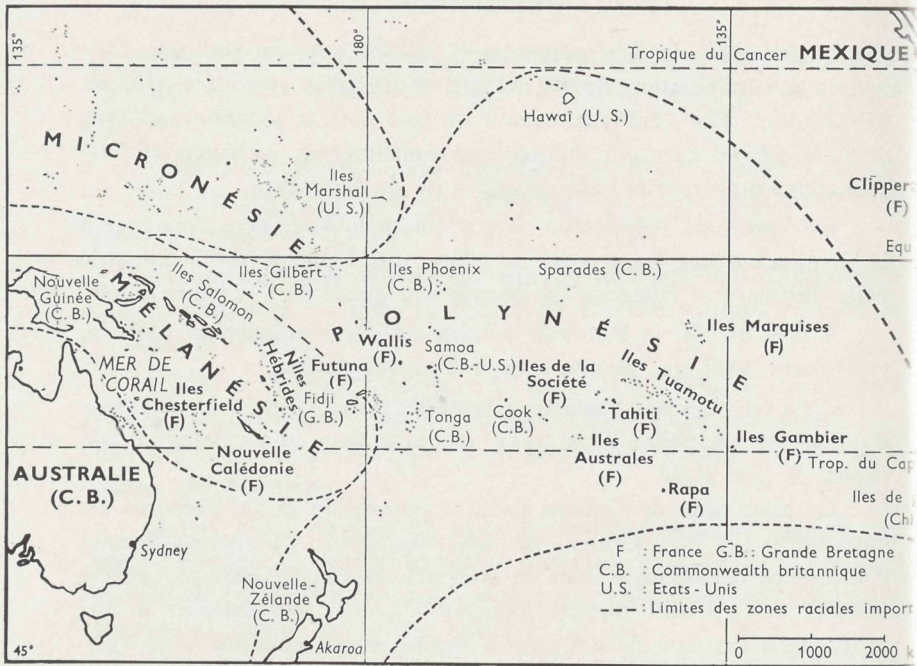 135°
180°
135°
Tropique du Cancer
MEXIQUE
Hawaï (U. S.)
MICRONÉSIE
Iles
Marshall
(U. S.)
Clipper
(F)
Equ
Iles Gilbert
(C. B.)
Iles Phoenix
(C. B.)
Sparades (C. B.)
Nouvelle
Guinée
(C. B.)
MÉLANÉSIE
Iles Salomon
(C. B.)
POLYNÉSIE
Wallis
(F)
Samoa
(C.B.-U.S.)
Iles Marquises
(F)
MER DE
CORAIL
Iles
Chesterfield
(F)
Nlles
Hébrides
Futuna
(F)
Fidji
(G. B.)
Tonga
(C. B.)
Cook
(C. B.)
Iles de la
Société
(F)
Iles Tuamotu
Tahiti
(F)
Iles
Australes
(F)
Iles Gambier
(F)
Trop. du Cap
Nouvelle
Calédonie
(F)
AUSTRALIE
(C. B.)
Rapa
(F)
Iles de
(Chi
Sydney
Nouvelle-
Zélande
(C. B.)
Akaroa
45°
F : France G.B. : Grande Bretagne
C.B. : Commonwealth britannique
U.S. : Etats - Unis
: Limites des zones raciales import
0 1000 2000 k